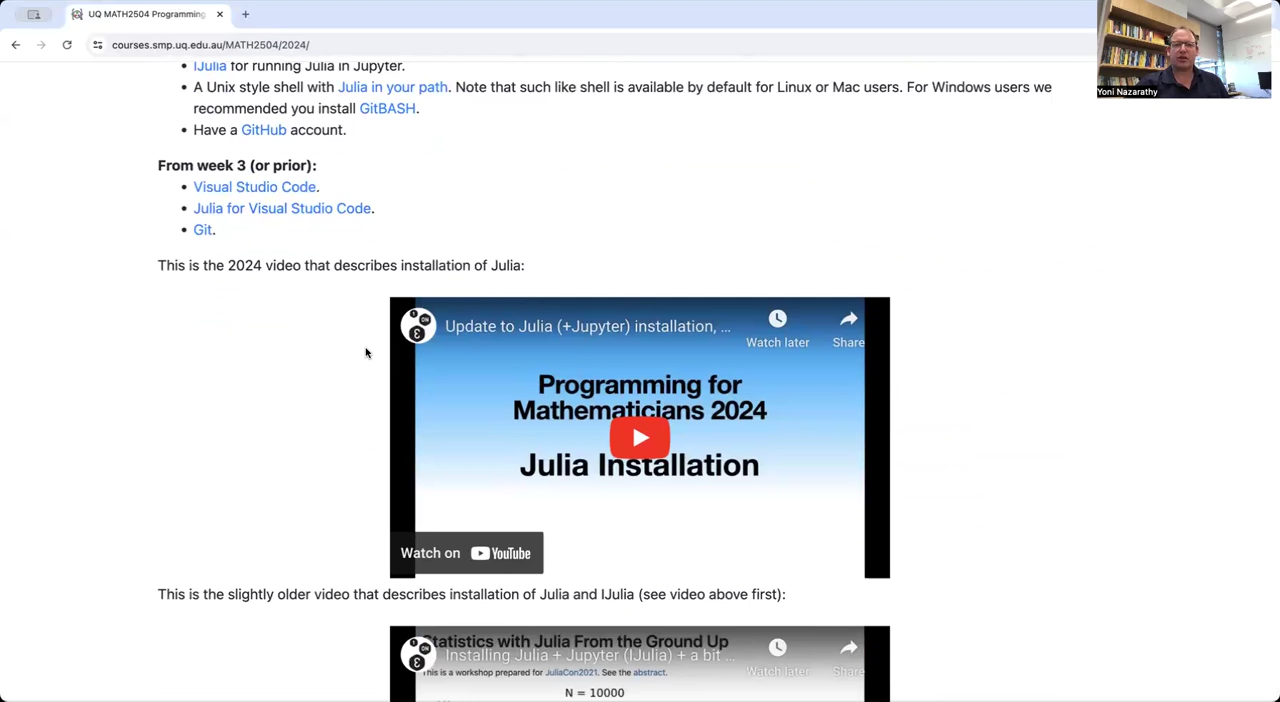 UQ MATH2504 Programming
courses.smp.uq.edu.au/MATH2504/2024/
Yoni Nazarathy
IJulia for running Julia in Jupyter.
A Unix style shell with Julia in your path. Note that such like shell is available by default for Linux or Mac users. For Windows users we
recommended you install GitBASH.
Have a GitHub account.
From week 3 (or prior):
Visual Studio Code.
Julia for Visual Studio Code.
Git.
This is the 2024 video that describes installation of Julia:
Update to Julia (+Jupyter) installation, ...
Watch later
Share
Programming for
Mathematicians 2024
Julia Installation
Watch on YouTube
This is the slightly older video that describes installation of Julia and IJulia (see video above first):
Statistics with Julia From the Ground Up
Installing Julia + Jupyter (IJulia) + a bit ...
This is a workshop prepared for JuliaCon2021. See the abstract.
Watch later
Share
N = 10000